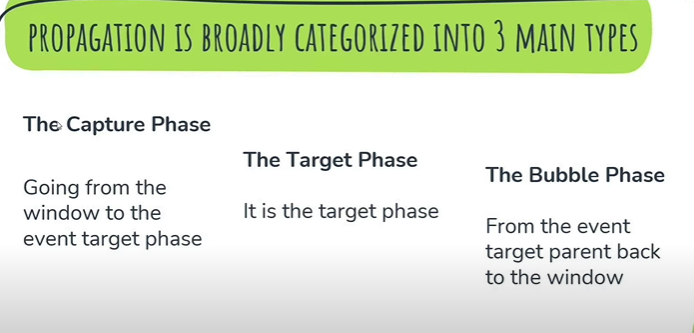 PROPAGATION IS BROADLY CATEGORIZED INTO 3 MAIN TYPES
The Capture Phase
Going from the
window to the
event target phase
The Target Phase
It is the target phase
The Bubble Phase
From the event
target parent back
to the window